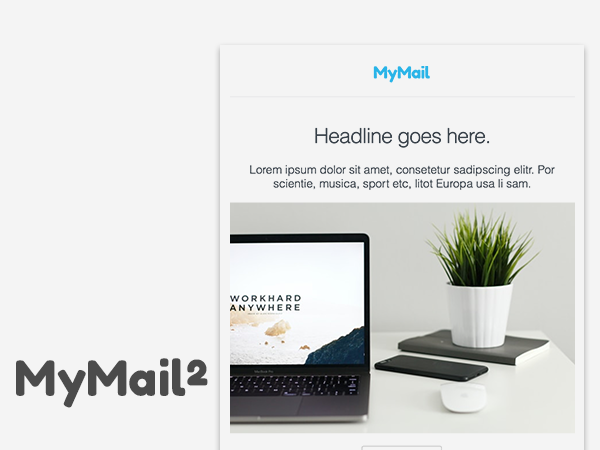 MyMail
Headline goes here.
Lorem ipsum dolor sit amet, consetetur sadipscing elitr. Por
scientie, musica, sport etc, litot Europa usa li sam.
WORKHARD
ANYWHERE
MyMail²